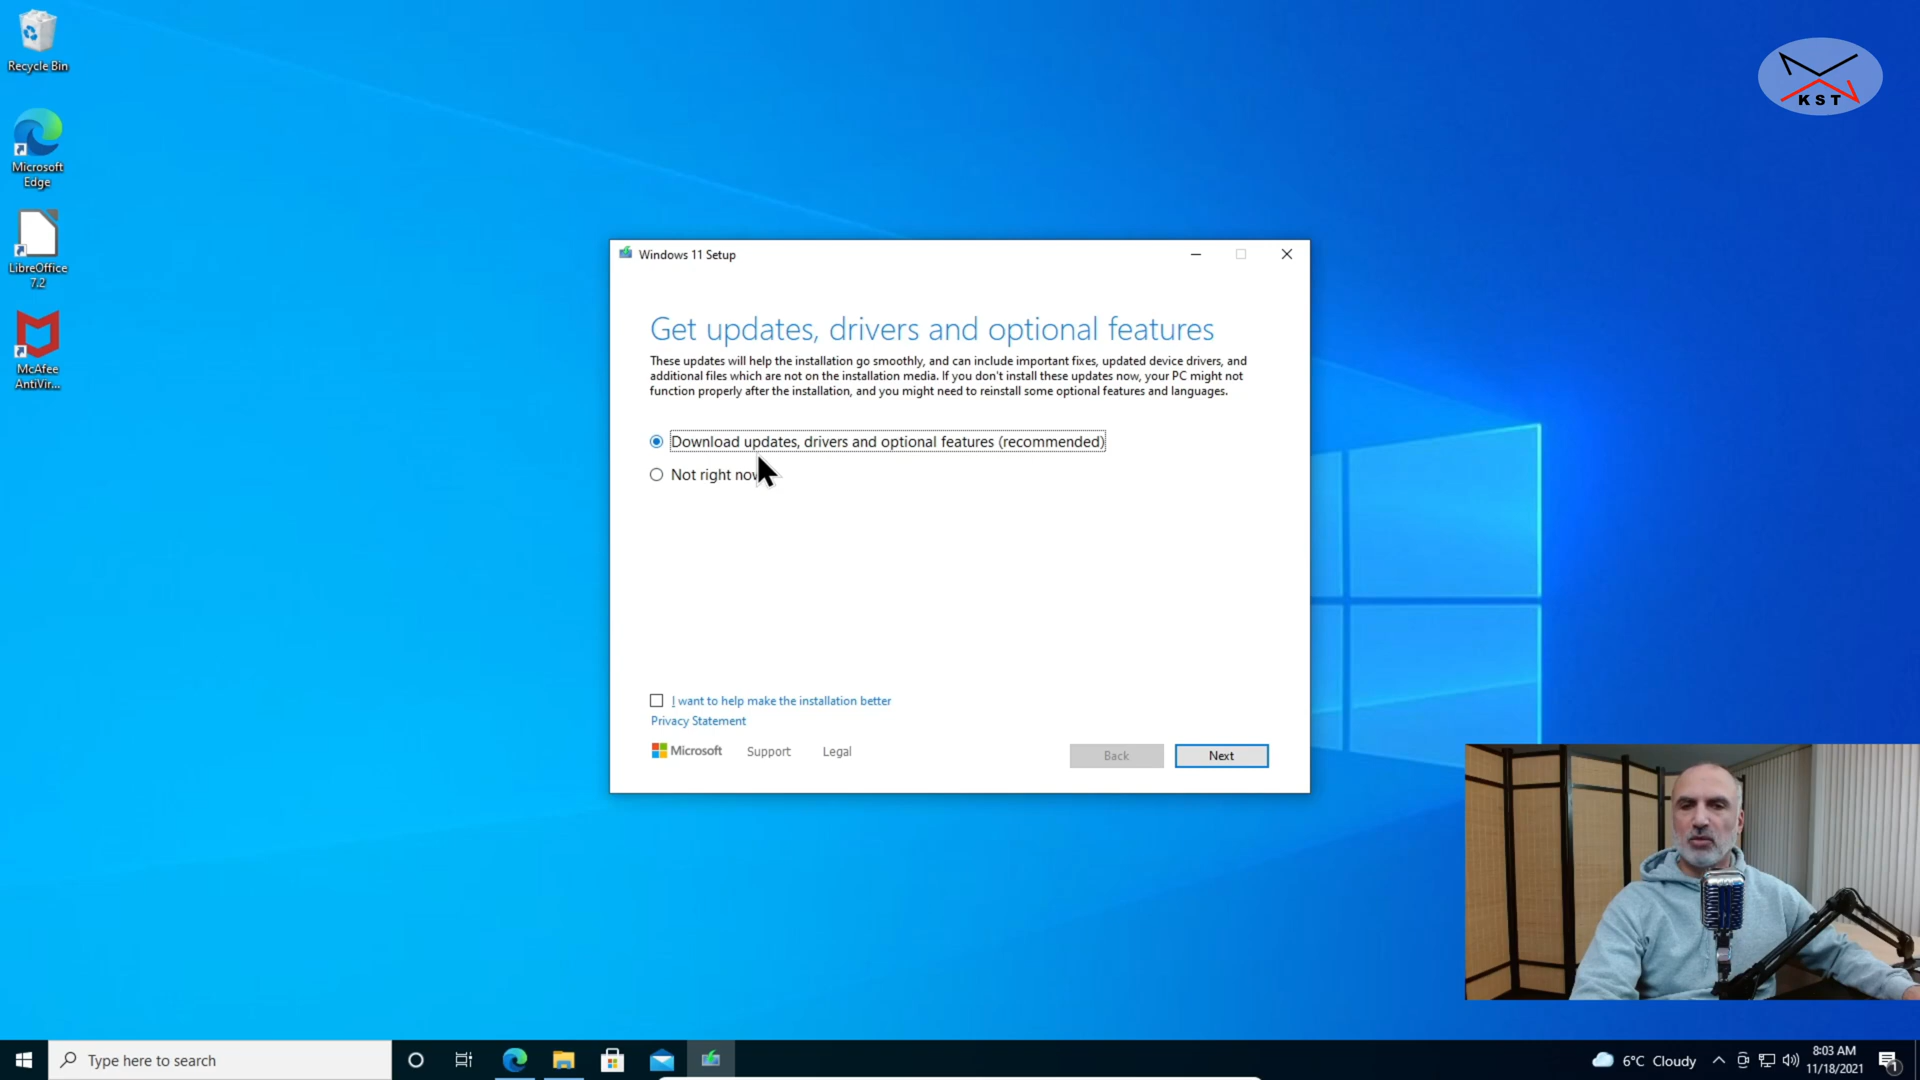 Recycle Bin
Microsoft
Edge
LibreOffice
7.2
McAfee
AntiVir...
KST
Windows 11 Setup
Get updates, drivers and optional features
These updates will help the installation go smoothly, and can include important fixes, updated device drivers, and
additional files which are not on the installation media. If you don't install these updates now, your PC might not
function properly after the installation, and you might need to reinstall some optional features and languages.
Download updates, drivers and optional features (recommended)
Not right now
I want to help make the installation better
Privacy Statement
Microsoft Support Legal
Back Next
Type here to search
6°C Cloudy
8:03 AM
11/18/2021
1